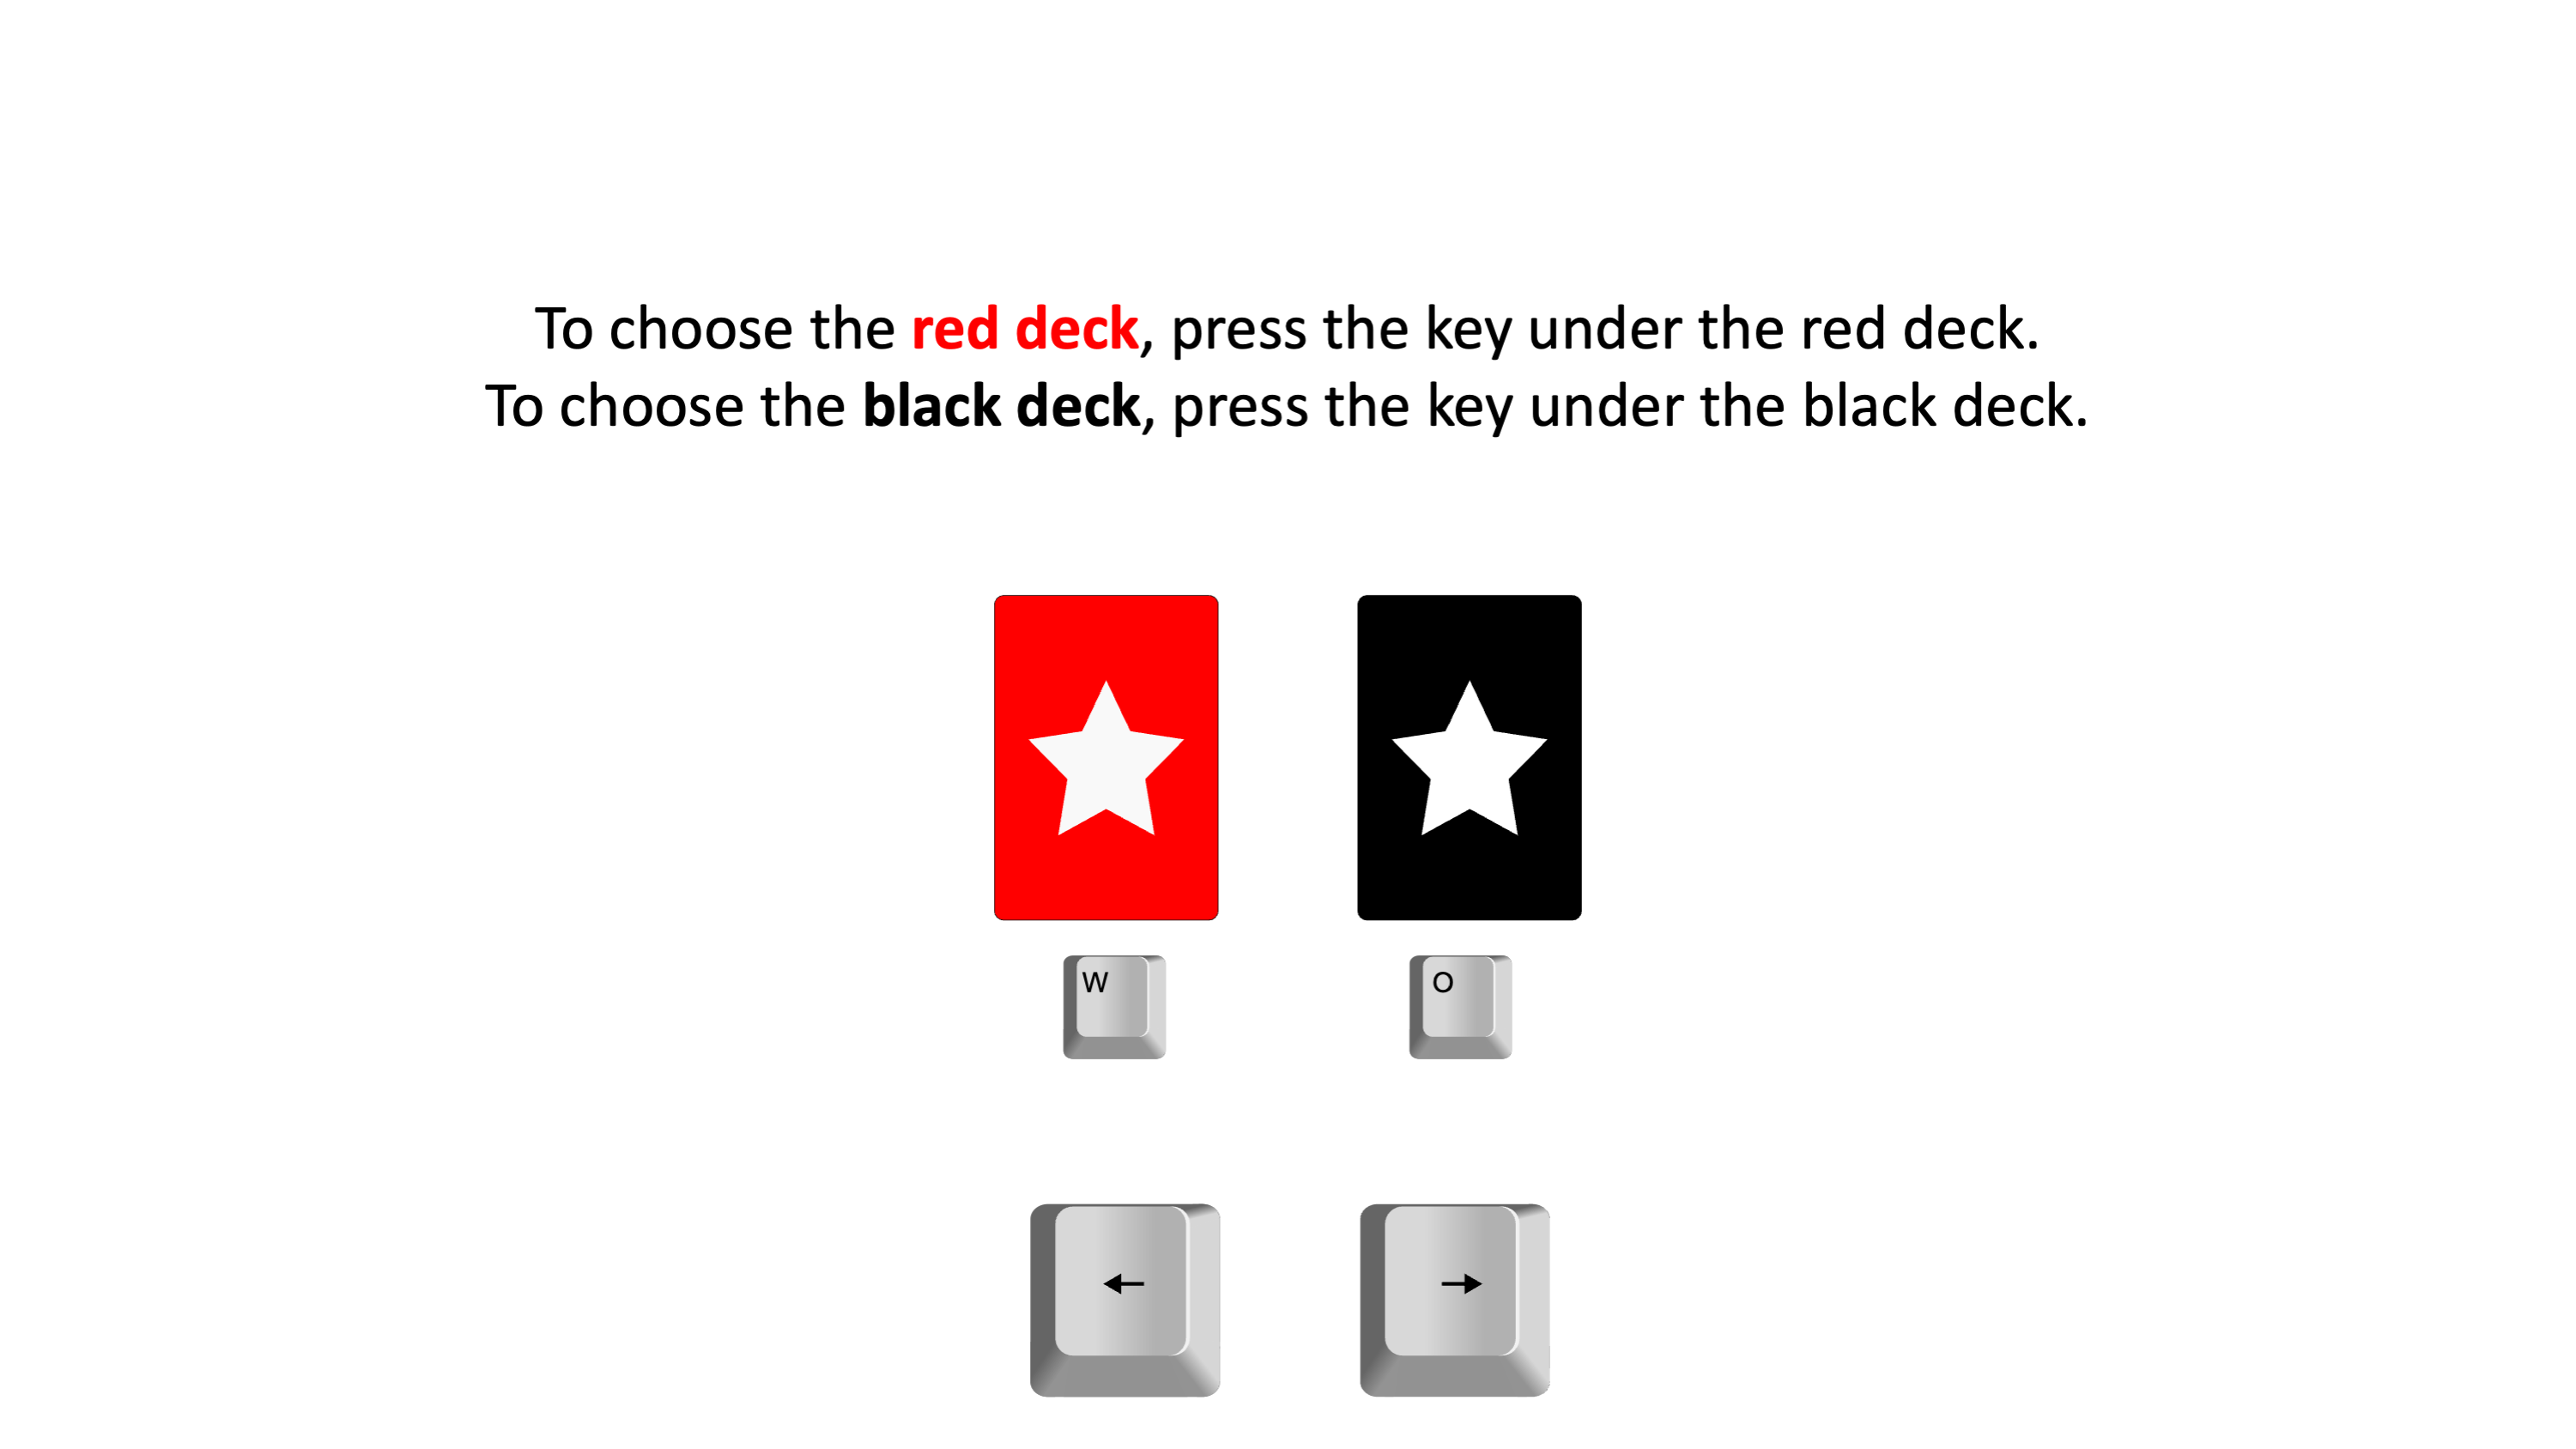 To choose the red deck, press the key under the red deck.
To choose the black deck, press the key under the black deck.
W O
← →